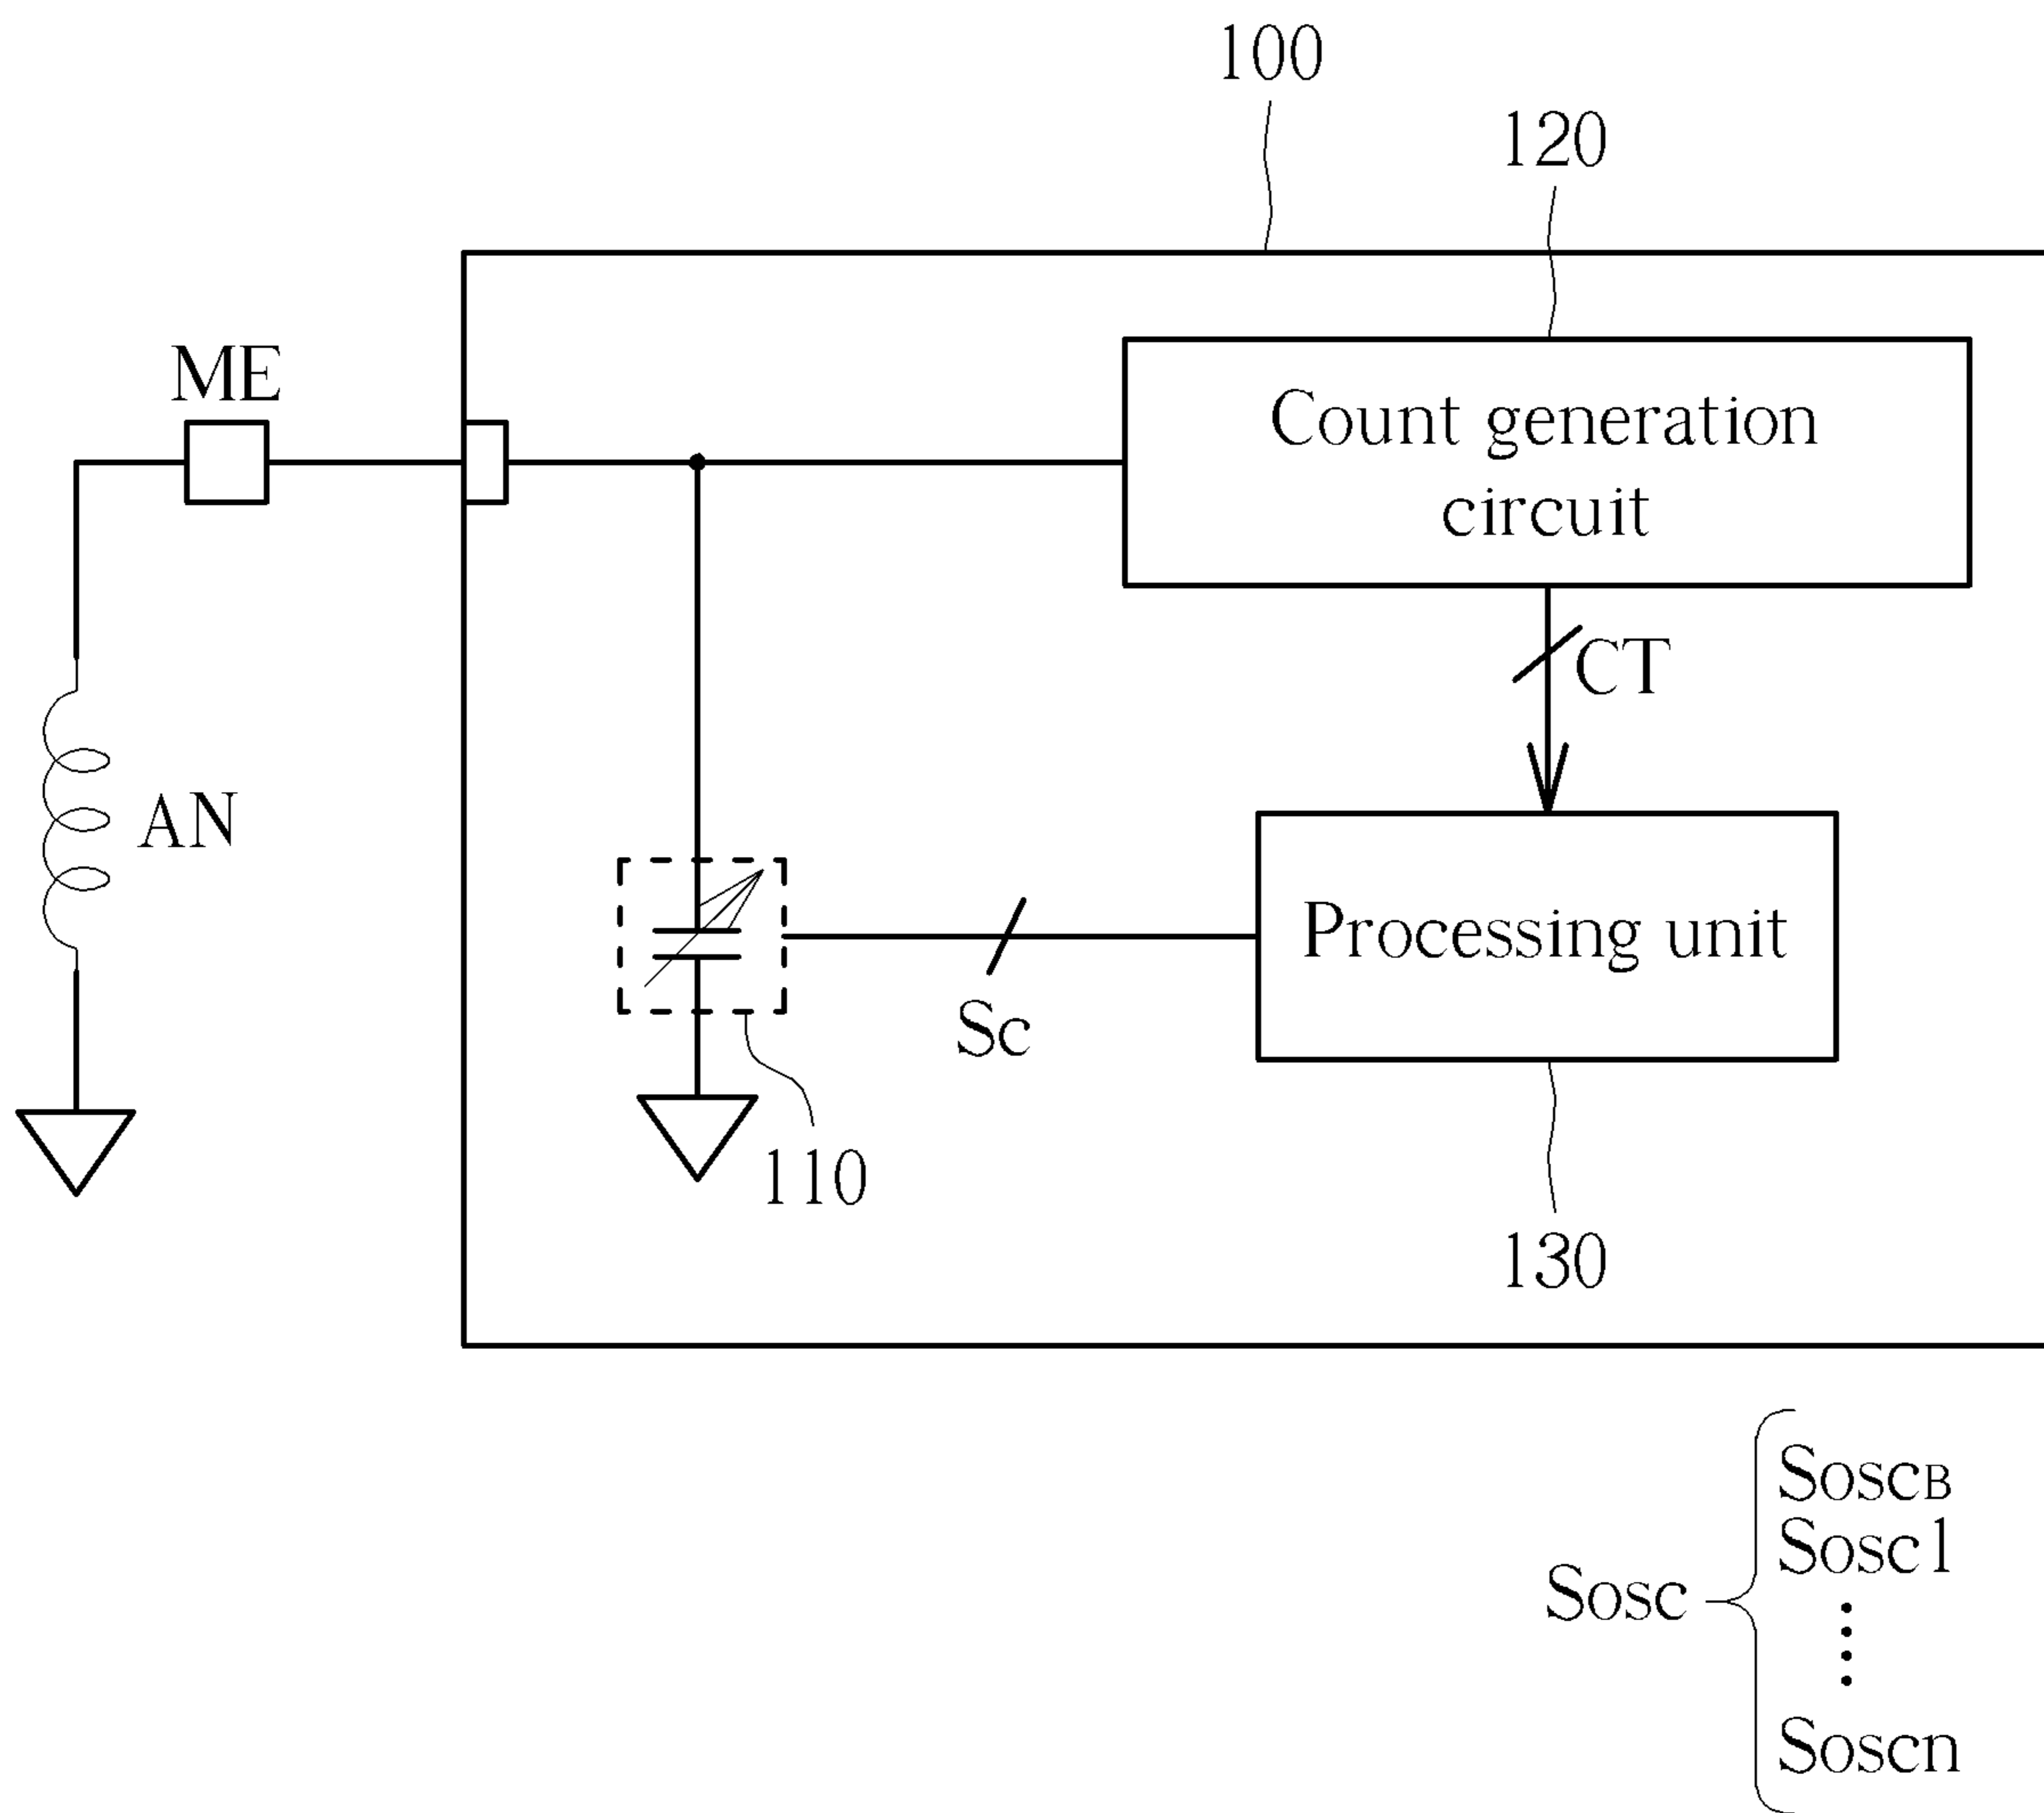 100
120
ME
Count generation
circuit
CT
AN
Processing unit
Sc
110
130
SoscB
Sosc1
Sosc
Soscn